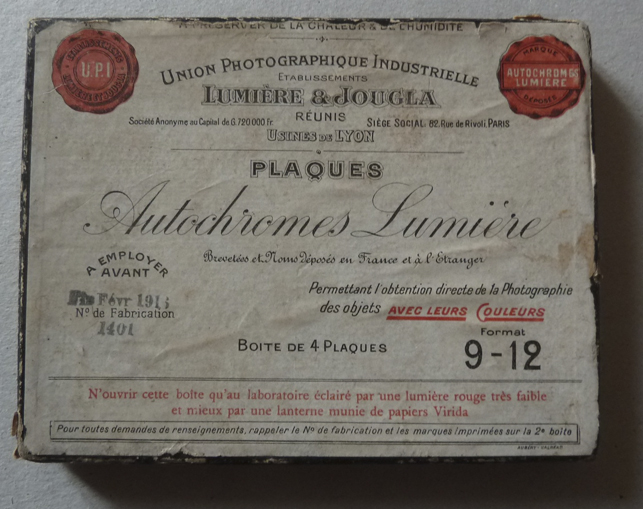 A PRÉSERVER DE LA CHALEUR & DE L'HUMIDITÉ
U.P.I
UNION PHOTOGRAPHIQUE INDUSTRIELLE
ETABLISSEMENTS
LUMIÈRE & JOUGLA
RÉUNIS
Société Anonyme au Capital de 6.720 000 fr. SIÈGE SOCIAL. 82. Rue de Rivoli. PARIS
USINES DE LYON
MARQUE
AUTOCHROMES
LUMIÈRE
DÉPOSÉE
PLAQUES
Autochromes Lumière
Brevetées et Noms Déposés en France et à l'Etranger
A EMPLOYER
AVANT
Févr 191
No de Fabrication
1401
Permettant l'obtention directe de la Photographie
des objets AVEC LEURS COULEURS
BOITE DE 4 PLAQUES
Format
9-12
N'ouvrir cette boîte qu'au laboratoire éclairé par une lumière rouge très faible
et mieux par une lanterne munie de papiers Virida
Pour toutes demandes de renseignements, rappeler le No de fabrication et les marques imprimées sur la 2e boîte